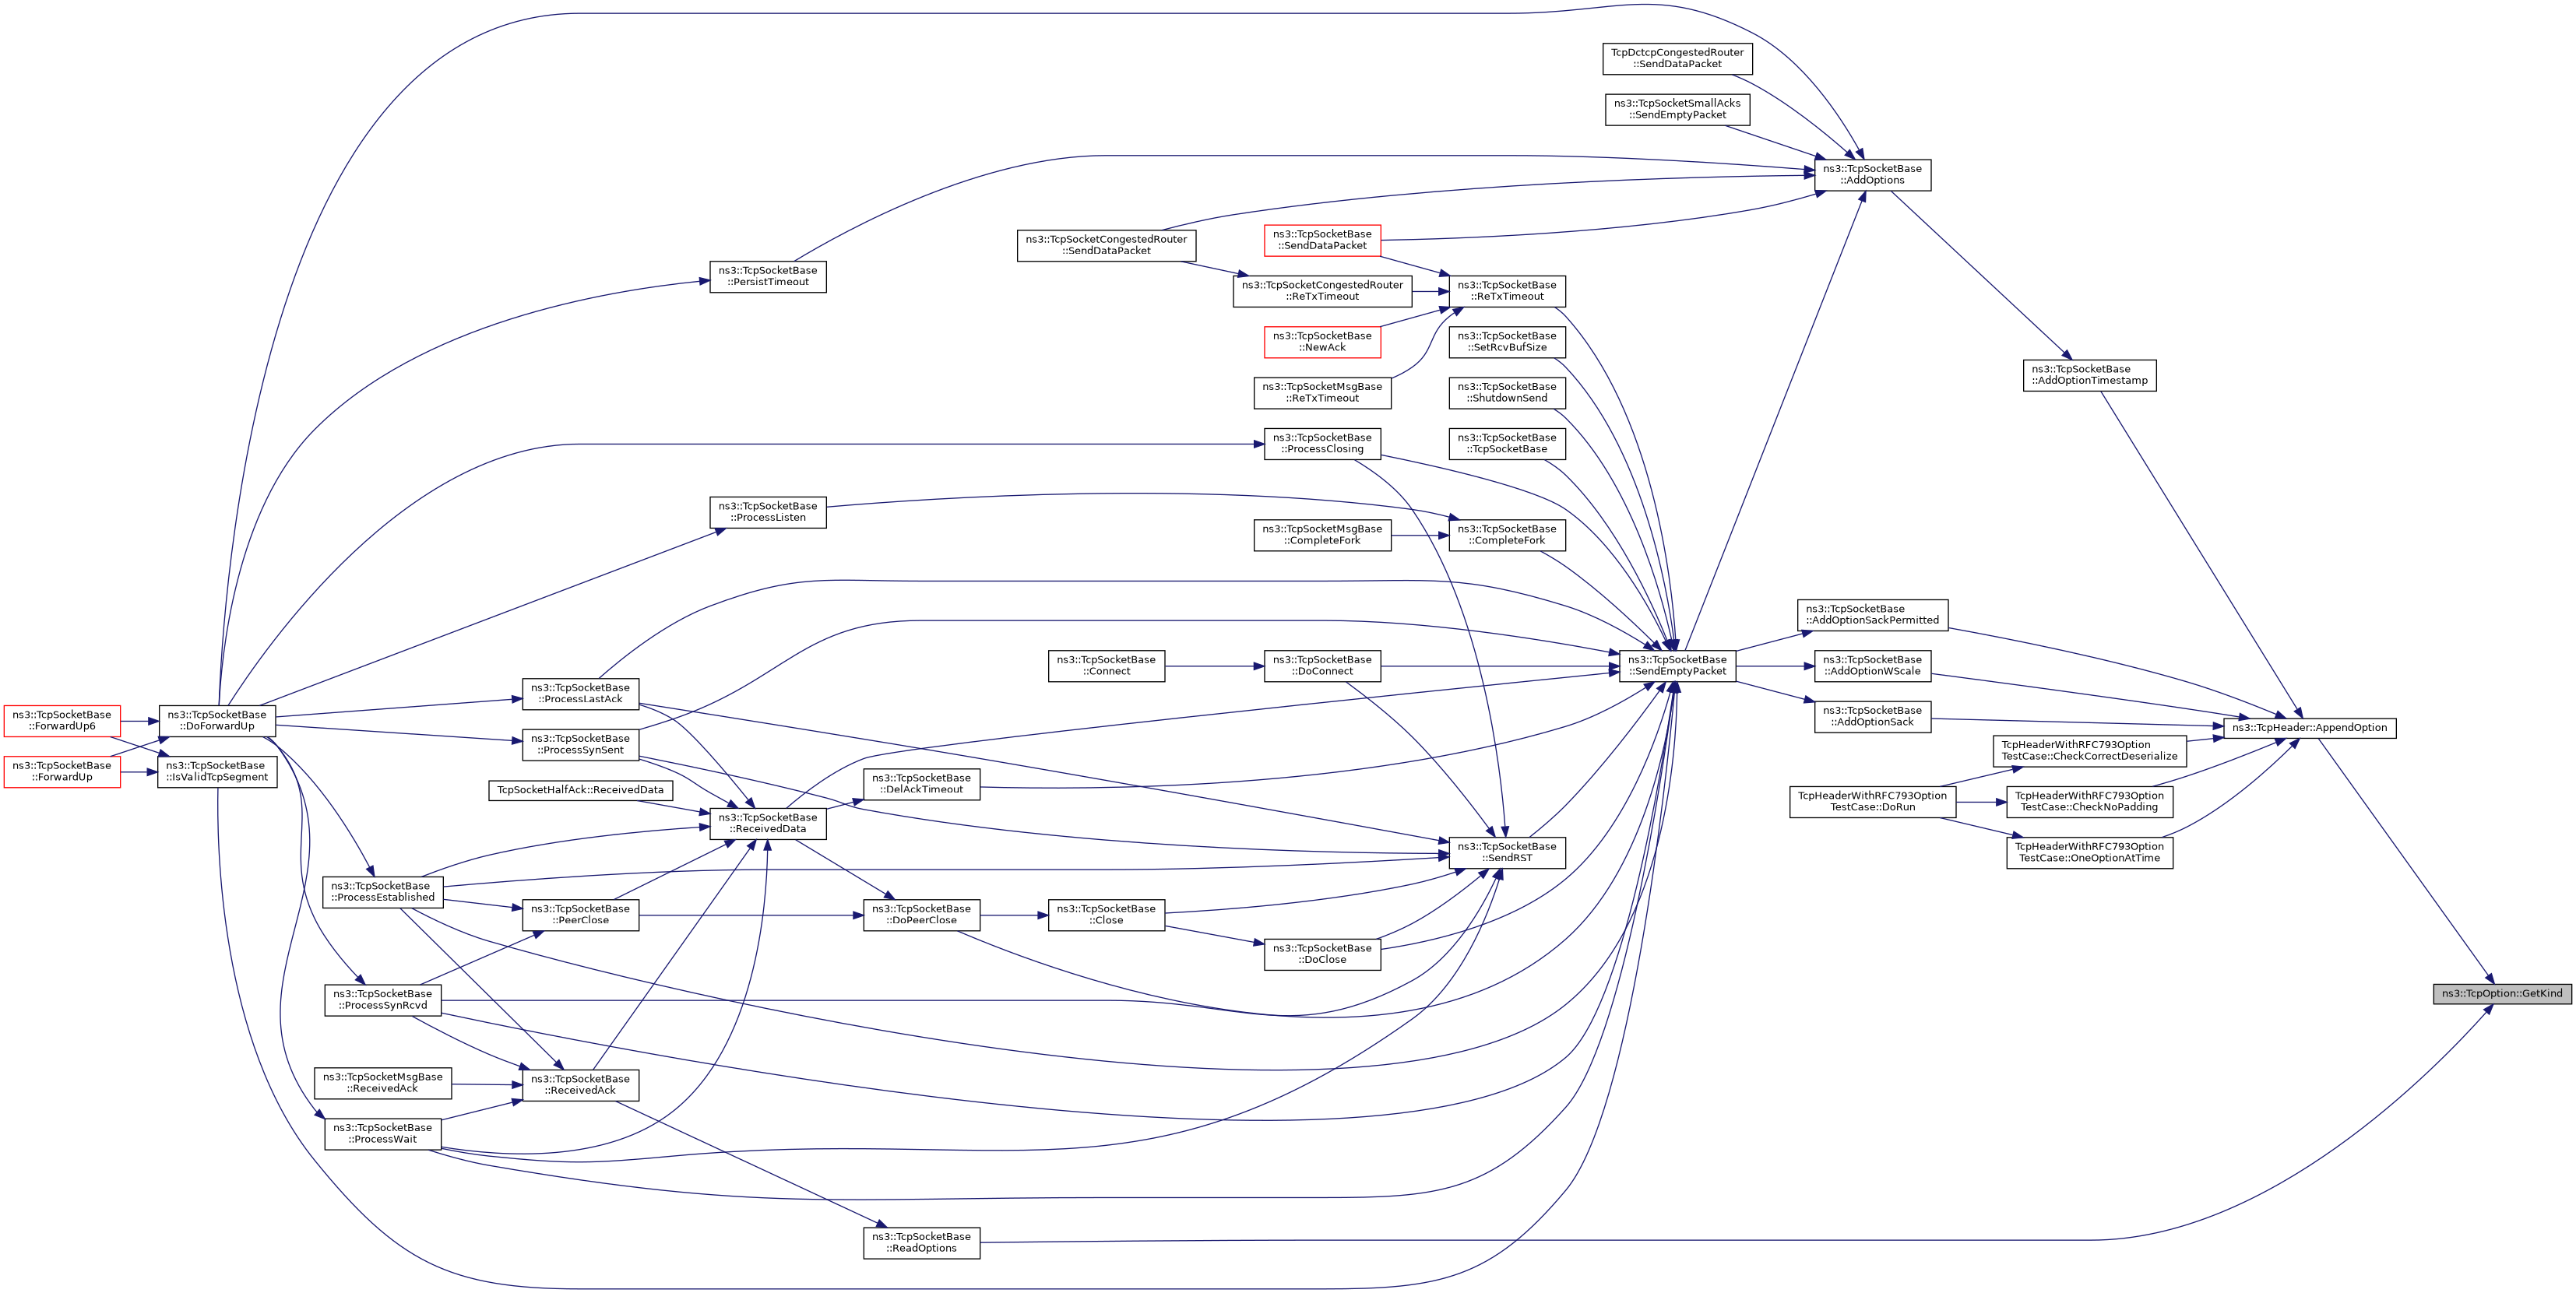 TcpDctcpCongestedRouter
::SendDataPacket
ns3::TcpSocketSmallAcks
::SendEmptyPacket
ns3::TcpSocketBase
::AddOptions
ns3::TcpSocketCongestedRouter
::SendDataPacket
ns3::TcpSocketBase
::SendDataPacket
ns3::TcpSocketBase
::PersistTimeout
ns3::TcpSocketCongestedRouter
::ReTxTimeout
ns3::TcpSocketBase
::ReTxTimeout
ns3::TcpSocketBase
::NewAck
ns3::TcpSocketBase
::SetRcvBufSize
ns3::TcpSocketBase
::AddOptionTimestamp
ns3::TcpSocketMsgBase
::ReTxTimeout
ns3::TcpSocketBase
::ShutdownSend
ns3::TcpSocketBase
::ProcessClosing
ns3::TcpSocketBase
::TcpSocketBase
ns3::TcpSocketBase
::ProcessListen
ns3::TcpSocketMsgBase
::CompleteFork
ns3::TcpSocketBase
::CompleteFork
ns3::TcpSocketBase
::AddOptionSackPermitted
ns3::TcpSocketBase
::Connect
ns3::TcpSocketBase
::DoConnect
ns3::TcpSocketBase
::SendEmptyPacket
ns3::TcpSocketBase
::AddOptionWScale
ns3::TcpSocketBase
::ProcessLastAck
ns3::TcpSocketBase
::AddOptionSack
ns3::TcpSocketBase
::ForwardUp6
ns3::TcpSocketBase
::DoForwardUp
ns3::TcpHeader::AppendOption
ns3::TcpSocketBase
::ProcessSynSent
TcpHeaderWithRFC793Option
TestCase::CheckCorrectDeserialize
ns3::TcpSocketBase
::ForwardUp
ns3::TcpSocketBase
::IsValidTcpSegment
TcpSocketHalfAck::ReceivedData
ns3::TcpSocketBase
::DelAckTimeout
TcpHeaderWithRFC793Option
TestCase::DoRun
TcpHeaderWithRFC793Option
TestCase::CheckNoPadding
ns3::TcpSocketBase
::ReceivedData
ns3::TcpSocketBase
::SendRST
TcpHeaderWithRFC793Option
TestCase::OneOptionAtTime
ns3::TcpSocketBase
::ProcessEstablished
ns3::TcpSocketBase
::PeerClose
ns3::TcpSocketBase
::DoPeerClose
ns3::TcpSocketBase
::Close
ns3::TcpSocketBase
::DoClose
ns3::TcpSocketBase
::ProcessSynRcvd
ns3::TcpOption::GetKind
ns3::TcpSocketMsgBase
::ReceivedAck
ns3::TcpSocketBase
::ReceivedAck
ns3::TcpSocketBase
::ProcessWait
ns3::TcpSocketBase
::ReadOptions